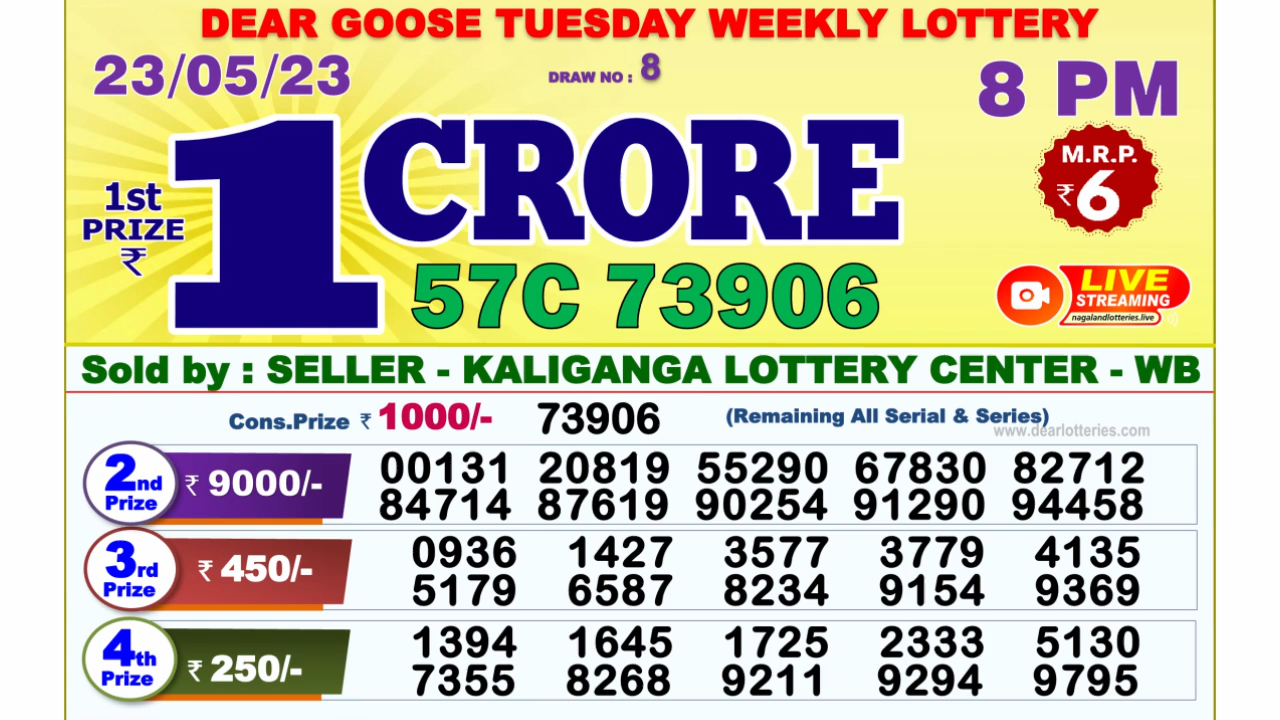 DEAR GOOSE TUESDAY WEEKLY LOTTERY
23/05/23 DRAW NO : 8 8 PM
1st PRIZE ₹ 1 CRORE
M.R.P. ₹ 6
57C 73906
LIVE STREAMING
nagalandlotteries.live
Sold by : SELLER - KALIGANGA LOTTERY CENTER - WB
Cons.Prize ₹ 1000/- 73906 (Remaining All Serial & Series)
www.dearlotteries.com
2nd Prize ₹ 9000/-
00131 20819 55290 67830 82712
84714 87619 90254 91290 94458
3rd Prize ₹ 450/-
0936 1427 3577 3779 4135
5179 6587 8234 9154 9369
4th Prize ₹ 250/-
1394 1645 1725 2333 5130
7355 8268 9211 9294 9795